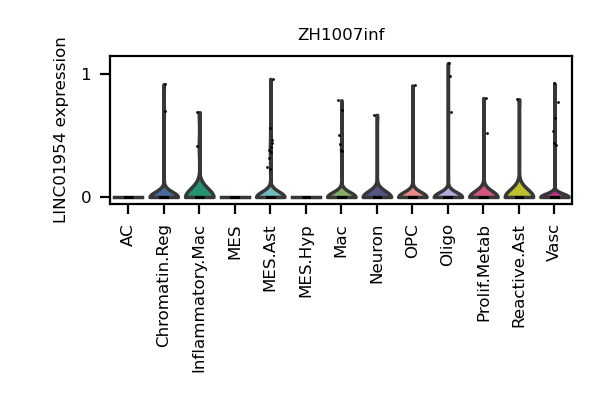 ZH1007inf
LINC01954 expression
1
0
AC
Chromatin.Reg
Inflammatory.Mac
MES
MES.Ast
MES.Hyp
Mac
Neuron
OPC
Oligo
Prolif.Metab
Reactive.Ast
Vasc